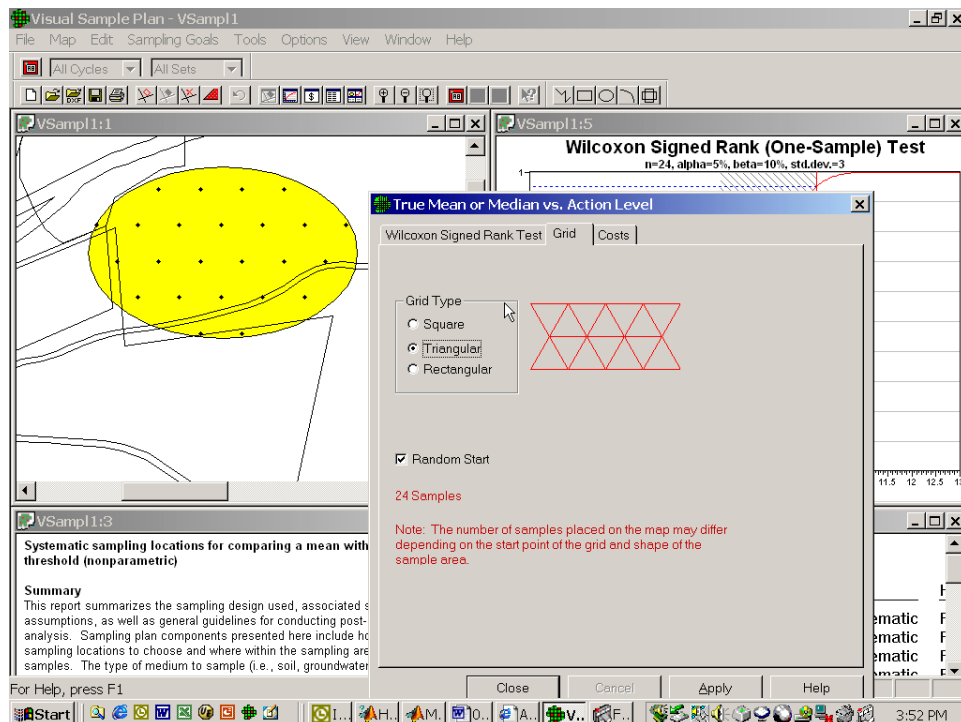 Visual Sample Plan - VSampl1
File Map Edit Sampling Goals Tools Options View Window Help
All Cycles All Sets
VSampl1:1
VSampl1:5
Wilcoxon Signed Rank (One-Sample) Test
n=24, alpha=5%, beta=10%, std.dev.=3
1
11.5 12 12.5
True Mean or Median vs. Action Level
Wilcoxon Signed Rank Test Grid Costs
Grid Type
Square
Triangular
Rectangular
Random Start
24 Samples
Note: The number of samples placed on the map may differ
depending on the start point of the grid and shape of the
sample area.
Close Cancel Apply Help
VSampl1:3
Systematic sampling locations for comparing a mean with
threshold (nonparametric)
Summary
This report summarizes the sampling design used, associated s
assumptions, as well as general guidelines for conducting post-
analysis. Sampling plan components presented here include ho
sampling locations to choose and where within the sampling are
samples. The type of medium to sample (i.e., soil, groundwater
ematic F
ematic F
ematic F
For Help, press F1
Start I... H.. M.. 0... A... V.. F.. 3:52 PM